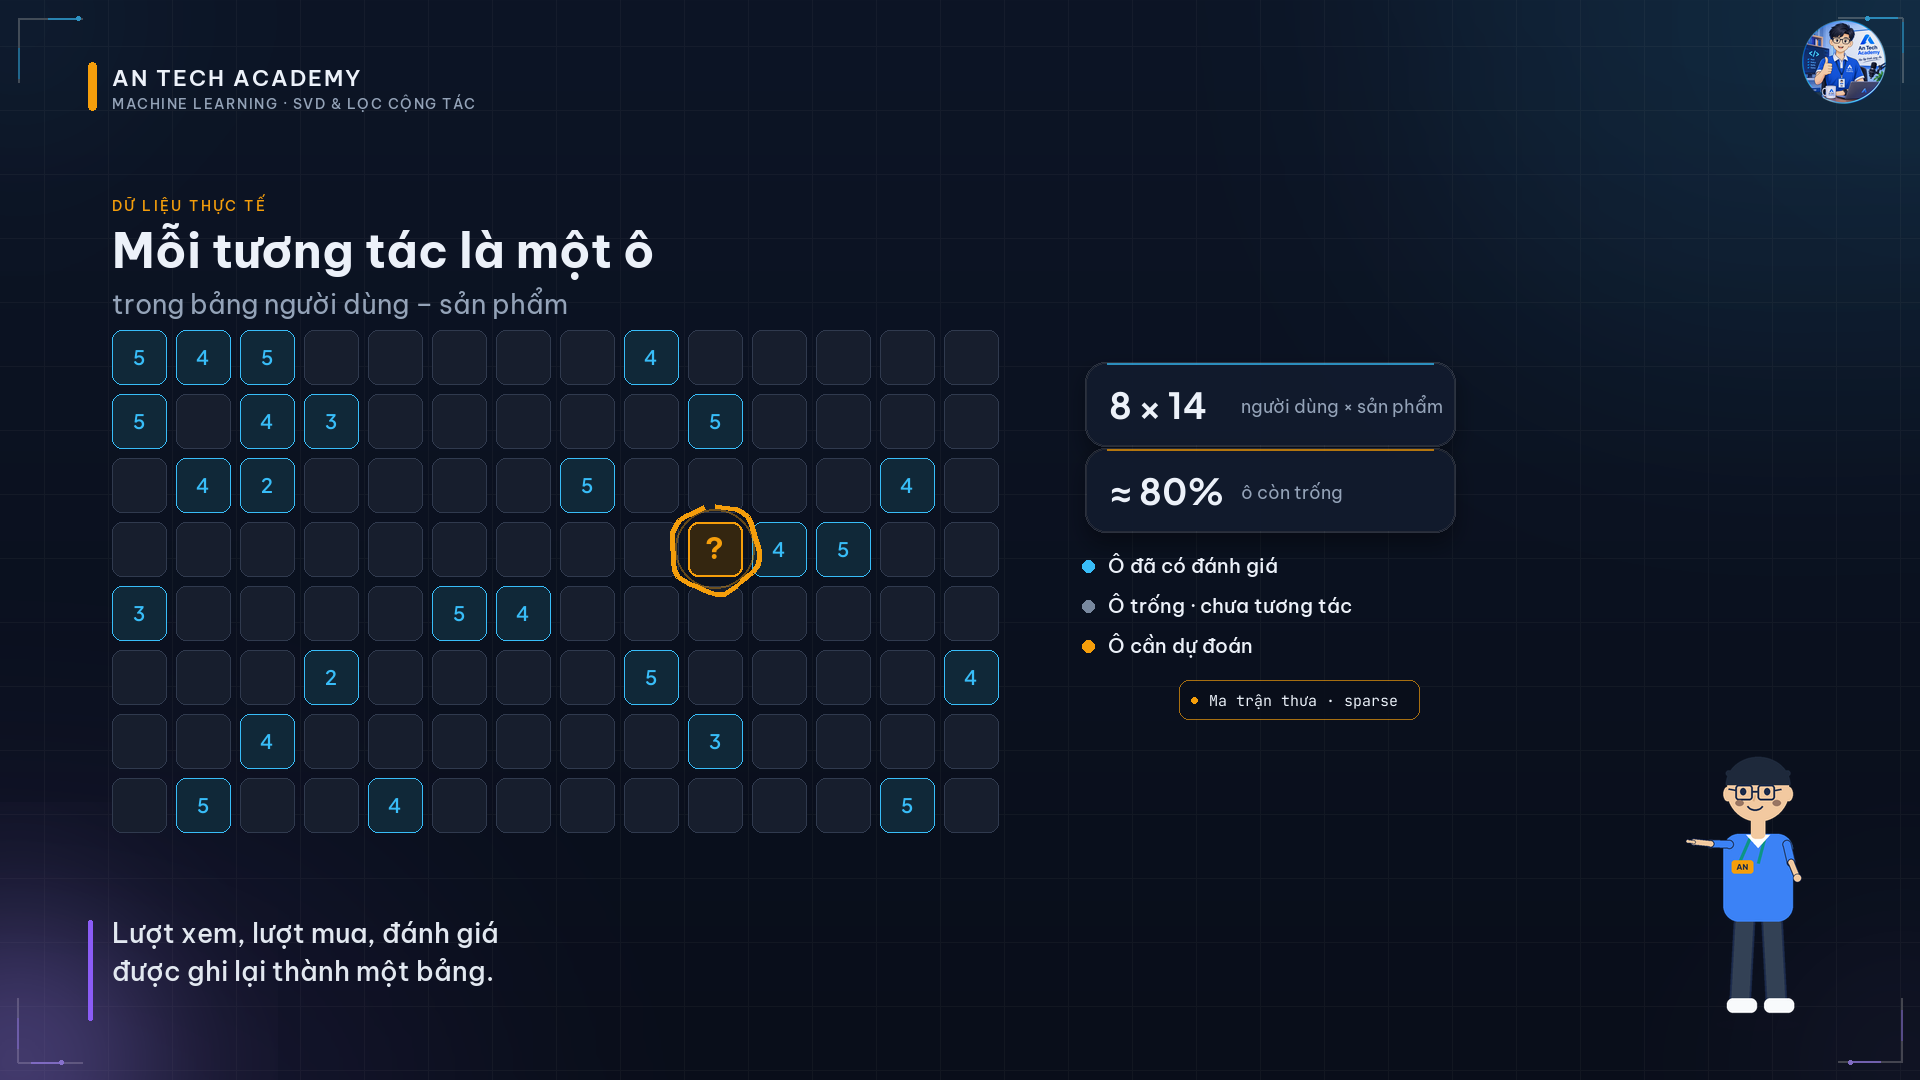 AN TECH ACADEMY
MACHINE LEARNING · SVD & LỌC CỘNG TÁC
An Tech
Academy
DỮ LIỆU THỰC TẾ
Mỗi tương tác là một ô
trong bảng người dùng – sản phẩm
5 4 5 4
5 4 3 5
4 2 5 4
? 4 5
3 5 4
2 5 4
4 3
5 4 5
8 × 14 người dùng × sản phẩm
≈ 80% ô còn trống
Ô đã có đánh giá
Ô trống · chưa tương tác
Ô cần dự đoán
Ma trận thưa · sparse
AN
Lượt xem, lượt mua, đánh giá
được ghi lại thành một bảng.